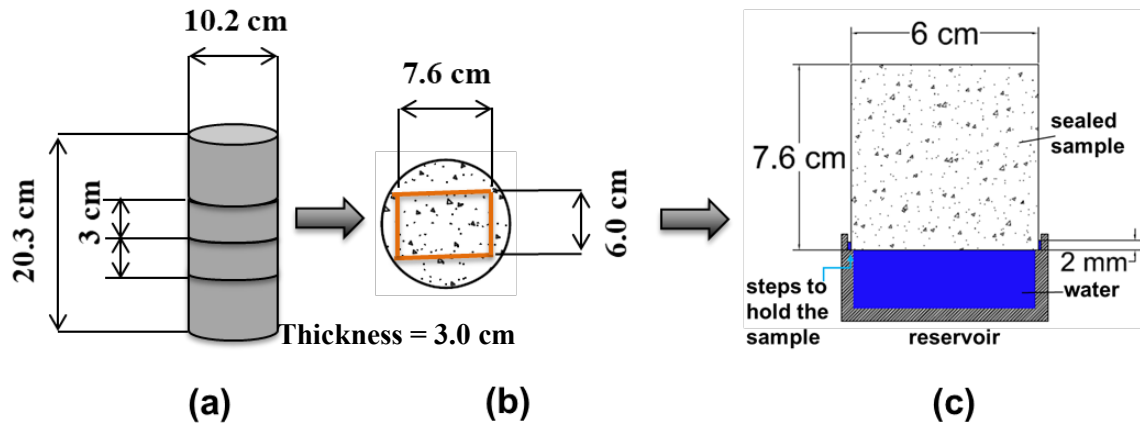 10.2 cm
20.3 cm
3 cm
(a)
7.6 cm
6.0 cm
Thickness = 3.0 cm
(b)
6 cm
7.6 cm
sealed
sample
2 mm
steps to
hold the
sample
water
reservoir
(c)